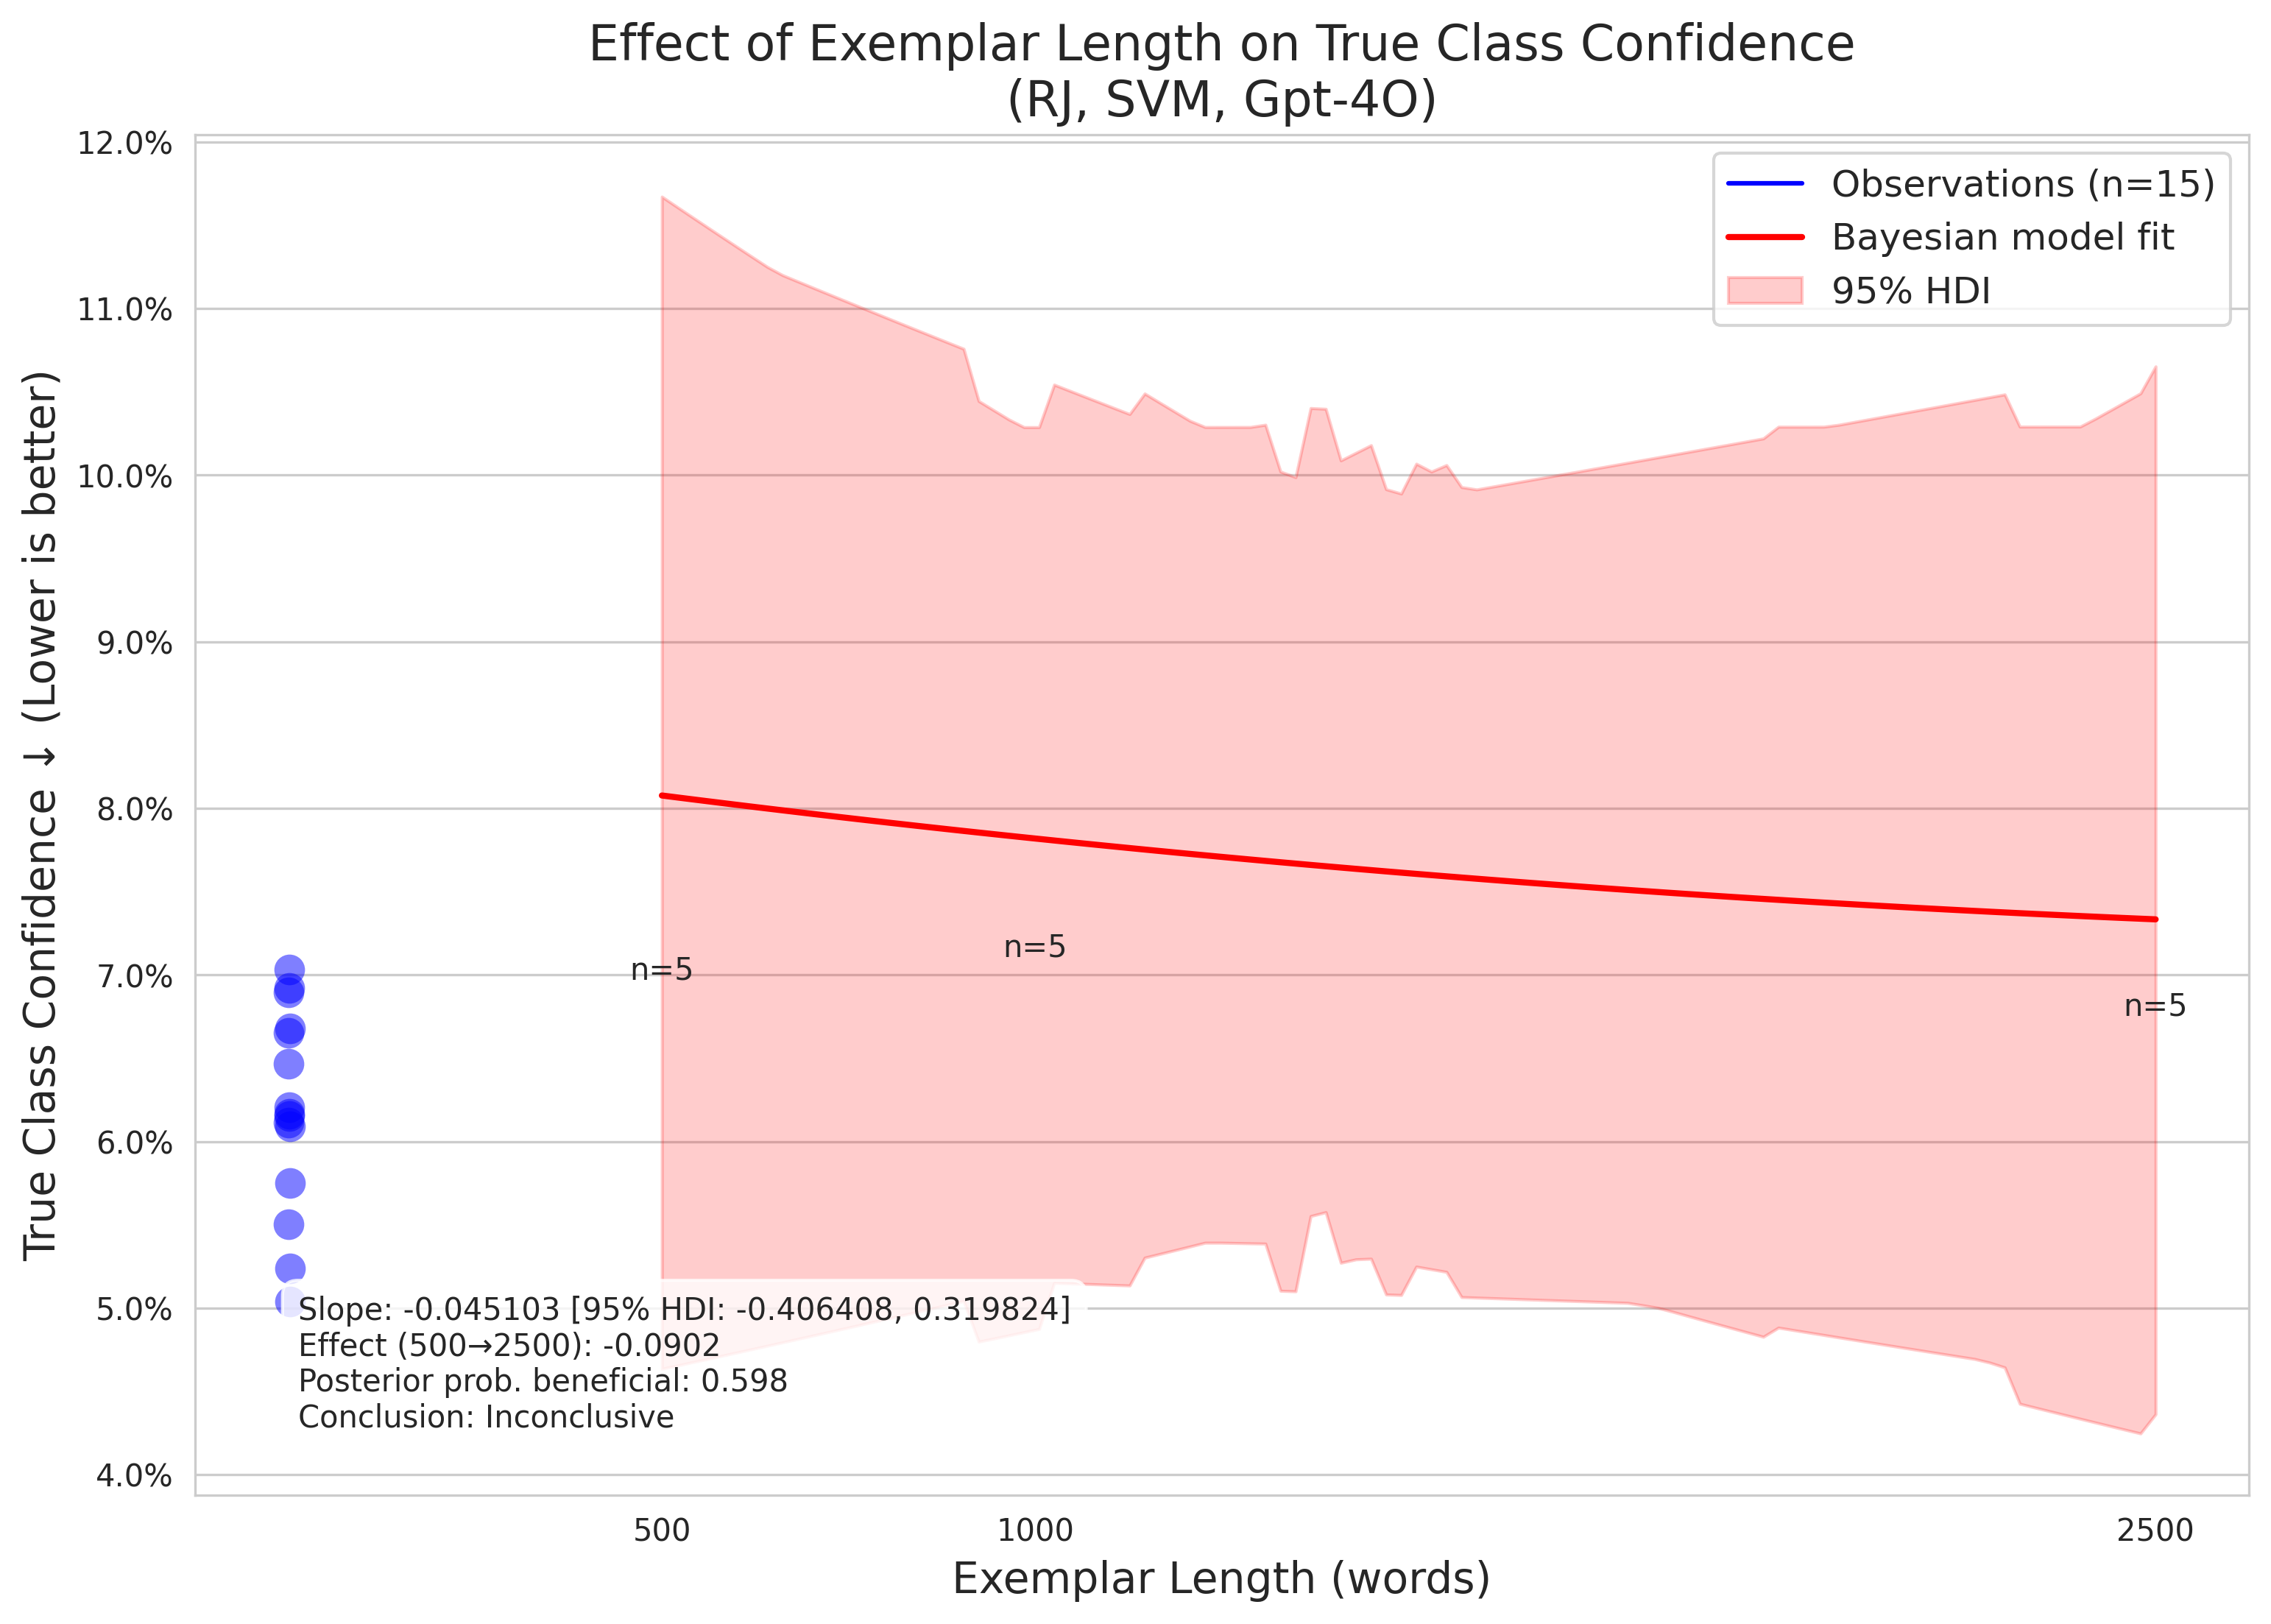 Effect of Exemplar Length on True Class Confidence
(RJ, SVM, Gpt-4O)
True Class Confidence ↓ (Lower is better)
12.0%
11.0%
10.0%
9.0%
8.0%
7.0%
6.0%
5.0%
4.0%
Observations (n=15)
Bayesian model fit
95% HDI
n=5
n=5
n=5
Slope: -0.045103 [95% HDI: -0.406408, 0.319824]
Effect (500→2500): -0.0902
Posterior prob. beneficial: 0.598
Conclusion: Inconclusive
500
1000
2500
Exemplar Length (words)